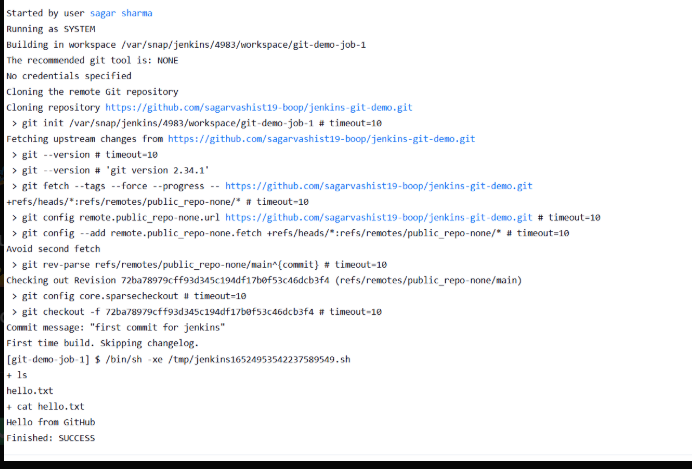 Started by user sagar sharma
Running as SYSTEM
Building in workspace /var/snap/jenkins/4983/workspace/git-demo-job-1
The recommended git tool is: NONE
No credentials specified
Cloning the remote Git repository
Cloning repository https://github.com/sagarvashist19-boop/jenkins-git-demo.git
> git init /var/snap/jenkins/4983/workspace/git-demo-job-1 # timeout=10
Fetching upstream changes from https://github.com/sagarvashist19-boop/jenkins-git-demo.git
> git --version # timeout=10
> git --version # 'git version 2.34.1'
> git fetch --tags --force --progress -- https://github.com/sagarvashist19-boop/jenkins-git-demo.git
+refs/heads/*:refs/remotes/public_repo-none/* # timeout=10
> git config remote.public_repo-none.url https://github.com/sagarvashist19-boop/jenkins-git-demo.git # timeout=10
> git config --add remote.public_repo-none.fetch +refs/heads/*:refs/remotes/public_repo-none/* # timeout=10
Avoid second fetch
> git rev-parse refs/remotes/public_repo-none/main^{commit} # timeout=10
Checking out Revision 72ba78979cff93d345c194df17b0f53c46dcb3f4 (refs/remotes/public_repo-none/main)
> git config core.sparsecheckout # timeout=10
> git checkout -f 72ba78979cff93d345c194df17b0f53c46dcb3f4 # timeout=10
Commit message: "first commit for jenkins"
First time build. Skipping changelog.
[git-demo-job-1] $ /bin/sh -xe /tmp/jenkins16524953542237589549.sh
+ ls
hello.txt
+ cat hello.txt
Hello from GitHub
Finished: SUCCESS